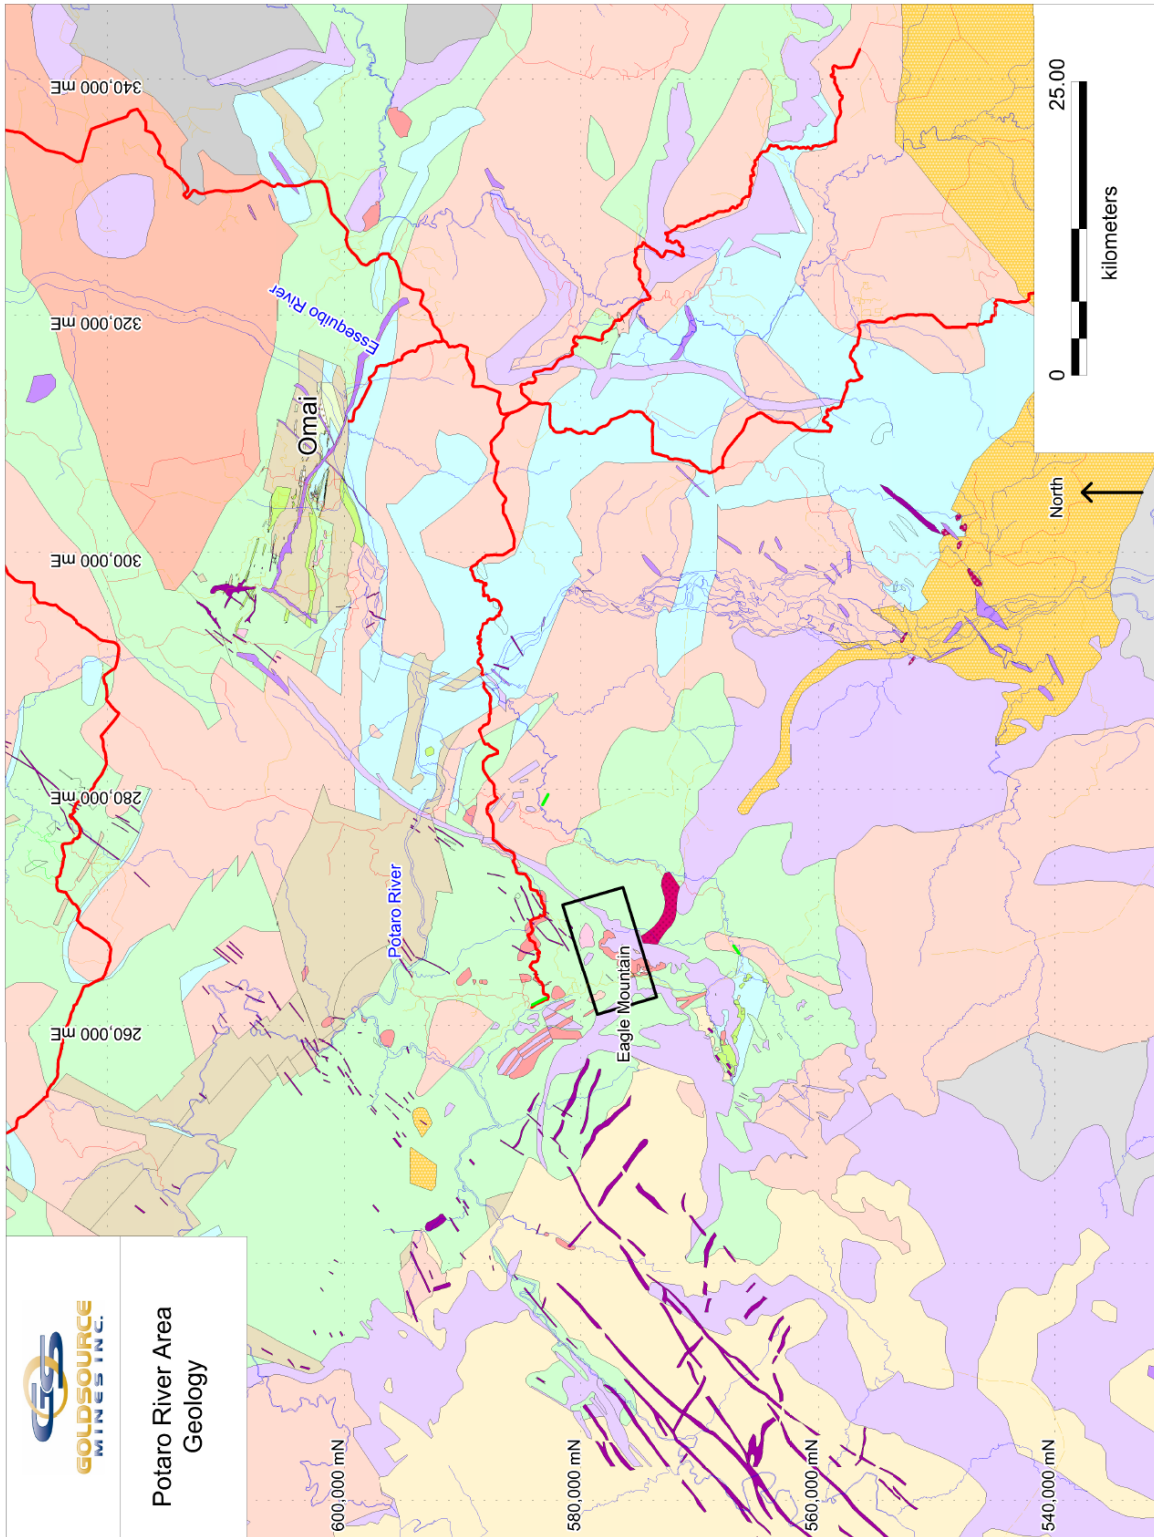 GOLDSOURCE
MINES INC.
Potaro River Area
Geology
260,000 mE
280,000 mE
300,000 mE
320,000 mE
340,000 mE
600,000 mN
580,000 mN
560,000 mN
540,000 mN
Potaro River
Omai
Essequibo River
Eagle Mountain
North
0
25.00
kilometers